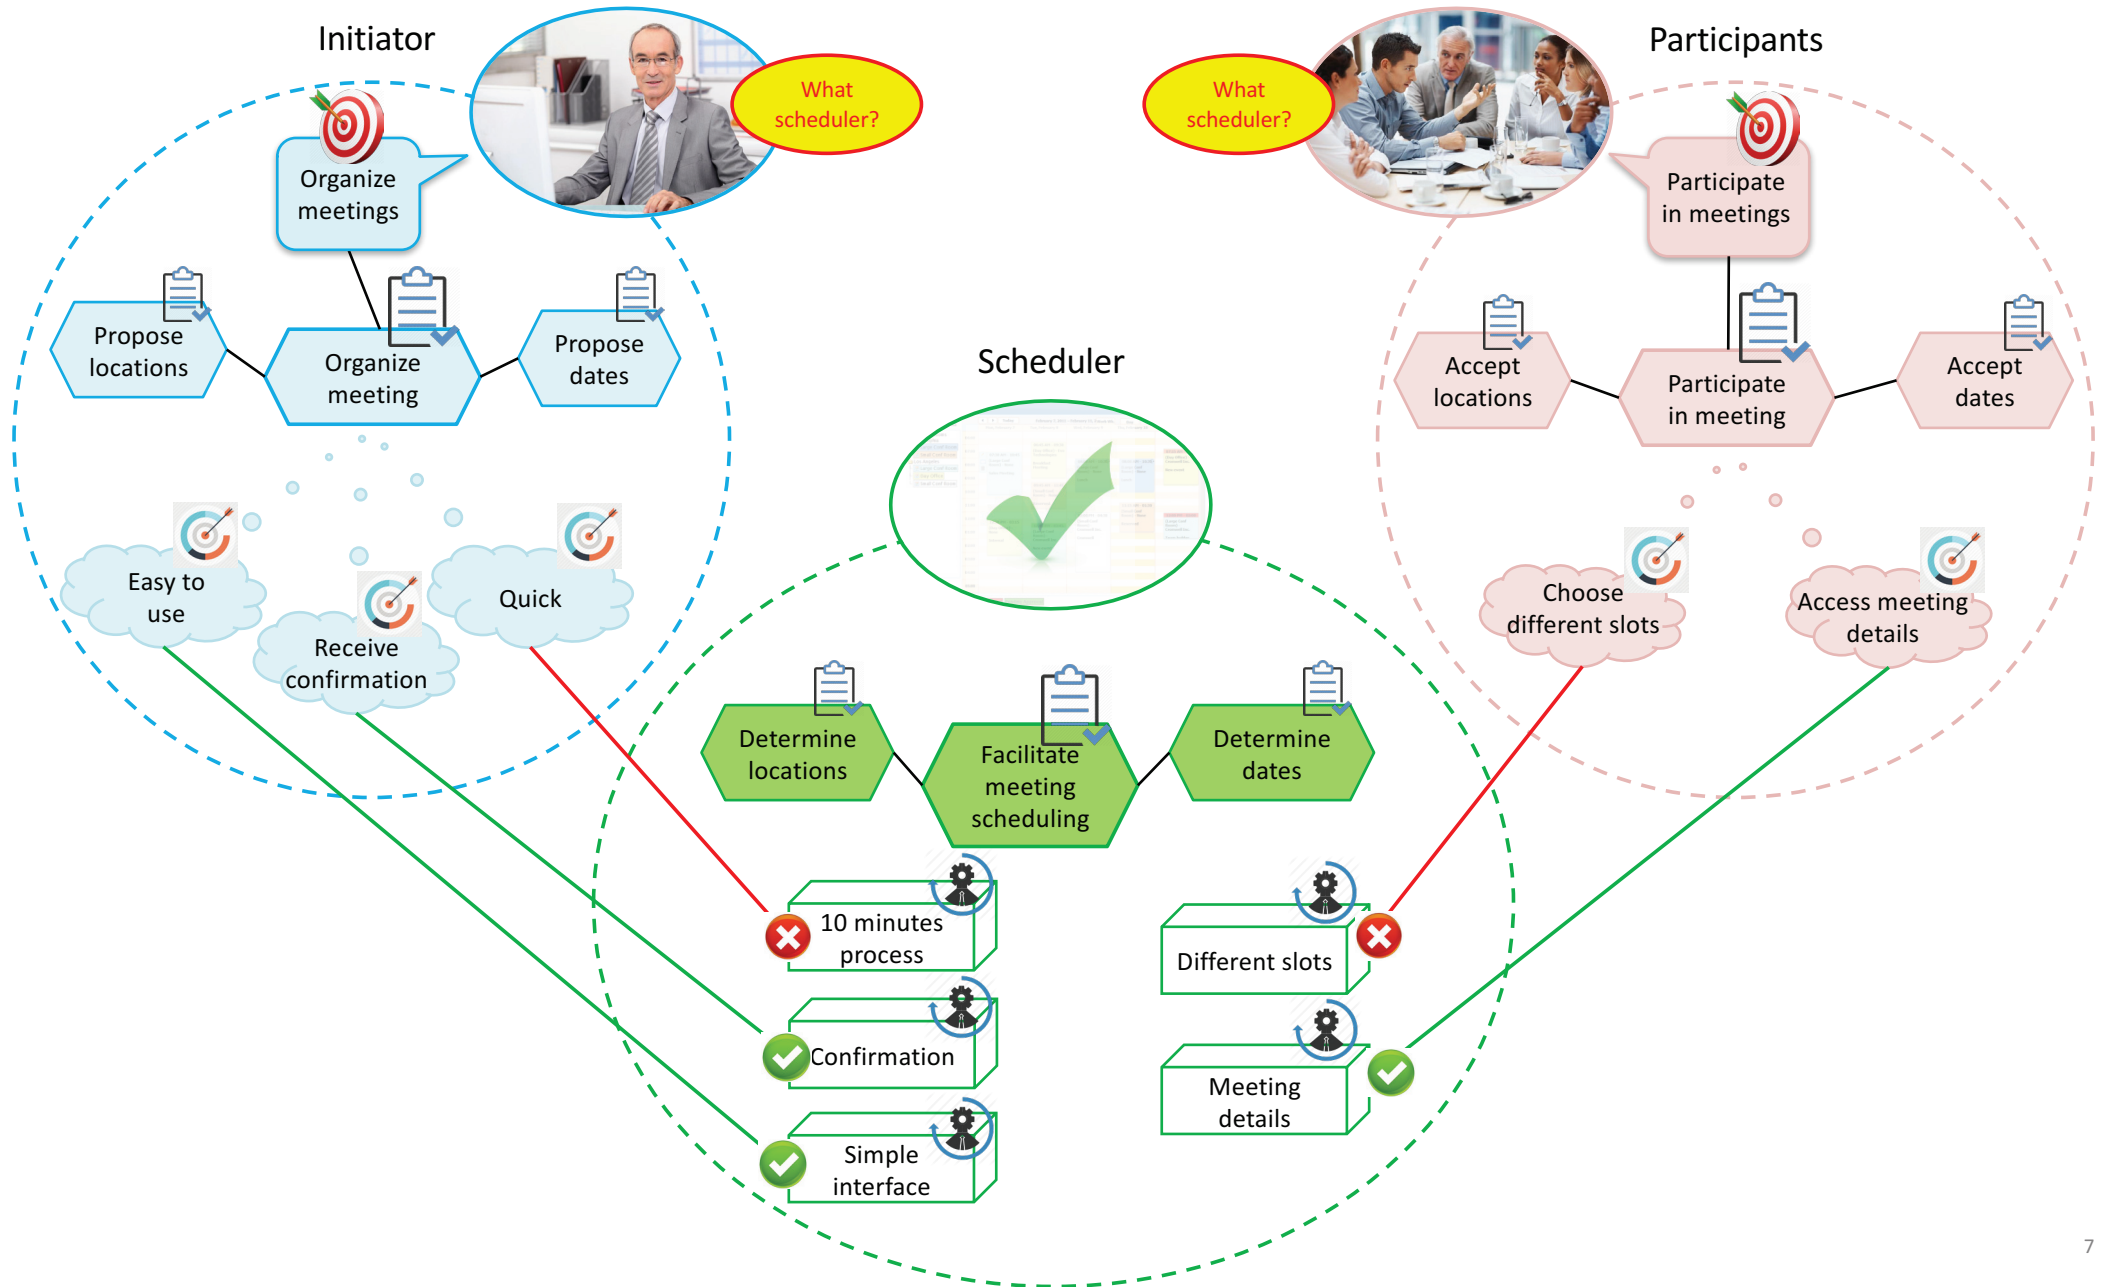 Initiator
Participants
What
scheduler?
What
scheduler?
Organize
meetings
Participate
in meetings
Propose
locations
Organize
meeting
Propose
dates
Scheduler
Accept
locations
Participate
in meeting
Accept
dates
Easy to
use
Receive
confirmation
Quick
Choose
different slots
Access meeting
details
Determine
locations
Facilitate
meeting
scheduling
Determine
dates
10 minutes
process
Different slots
Confirmation
Meeting
details
Simple
interface
7